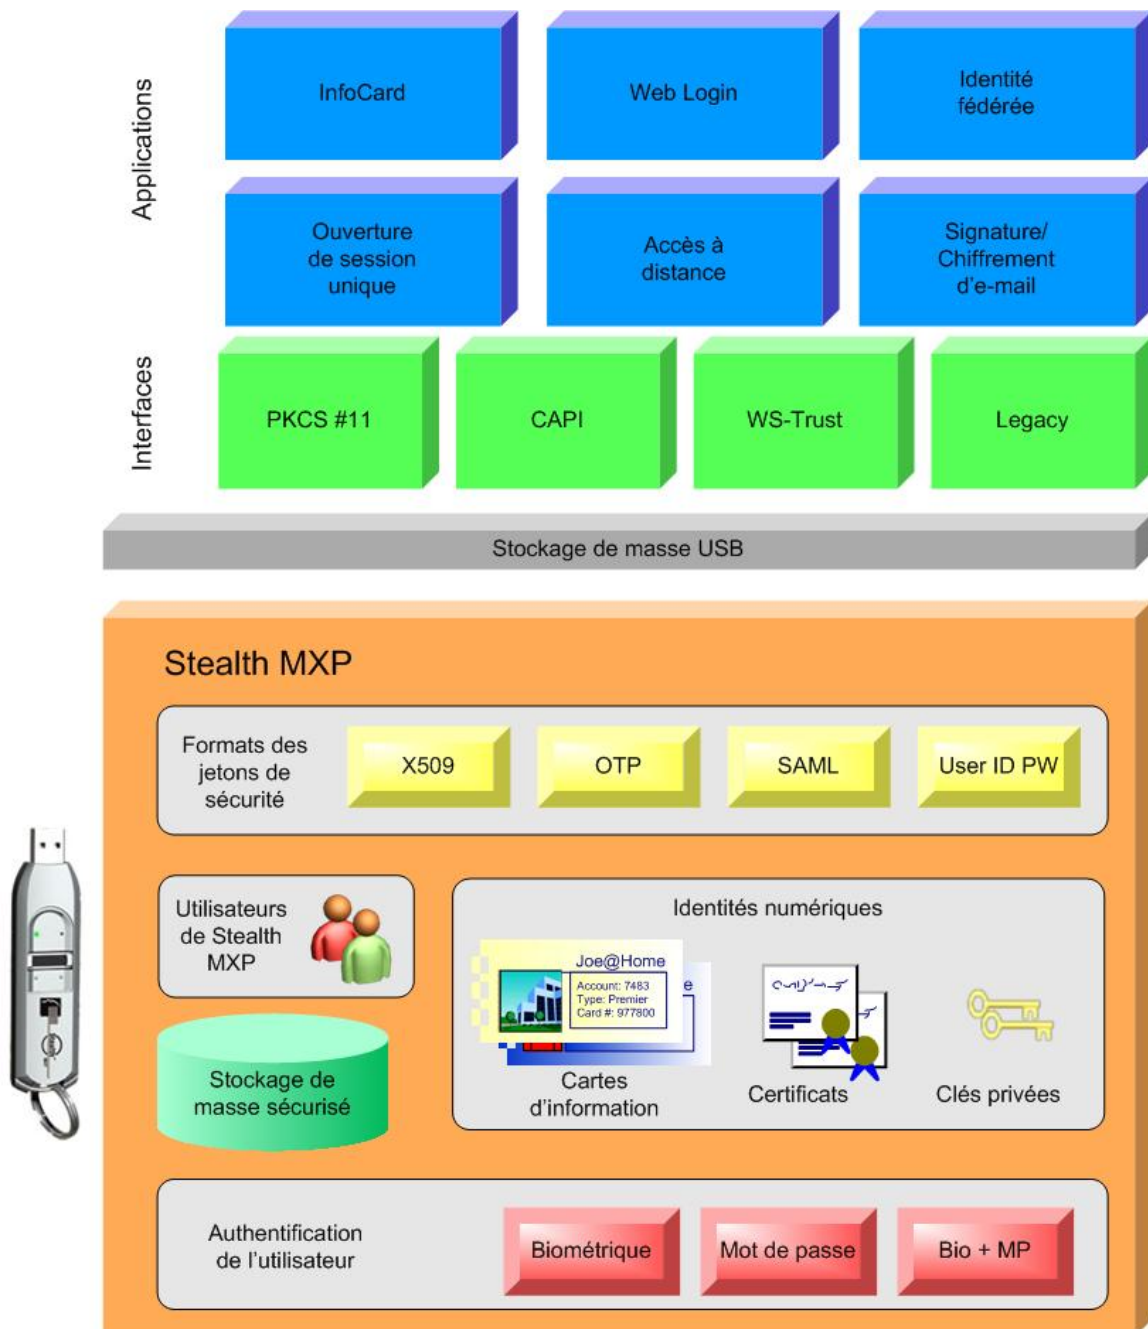 Applications
InfoCard
Web Login
Identité
fédérée
Ouverture
de session
unique
Accès à
distance
Signature/
Chiffrement
d'e-mail
Interfaces
PKCS #11
CAPI
WS-Trust
Legacy
Stockage de masse USB
Stealth MXP
Formats des
jetons de
sécurité
X509
OTP
SAML
User ID PW
Utilisateurs
de Stealth
MXP
Identités numériques
Joe@Home
Account: 7483
Type: Premier
Card #: 977800
e
Cartes
d'information
Certificats
Clés privées
Stockage de
masse sécurisé
Authentification
de l'utilisateur
Biométrique
Mot de passe
Bio + MP